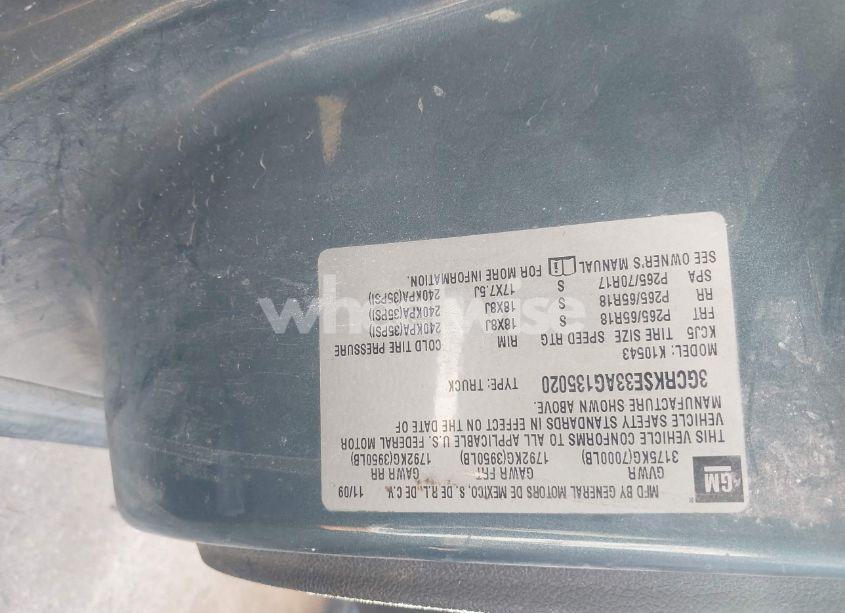 GM
MFD BY GENERAL MOTORS DE MEXICO, S. DE R.L., DE C.V.
11/09
GVWR GAWR FRT GAWR RR
3175KG(7000LB) 1792KG(3950LB) 1792KG(3950LB)
THIS VEHICLE CONFORMS TO ALL APPLICABLE U.S. FEDERAL MOTOR
VEHICLE SAFETY STANDARDS IN EFFECT ON THE DATE OF
MANUFACTURE SHOWN ABOVE.
3GCRKSE33AG135020 TYPE: TRUCK
MODEL: K10543
KCJ5 TIRE SIZE SPEED RTG RIM COLD TIRE PRESSURE
FRT P265/65R18 S 18X8J 240KPA(35PSI)
RR P265/65R18 S 18X8J 240KPA(35PSI)
SPA P265/70R17 S 17X7.5J 240KPA(35PSI)
SEE OWNER'S MANUAL FOR MORE INFORMATION.